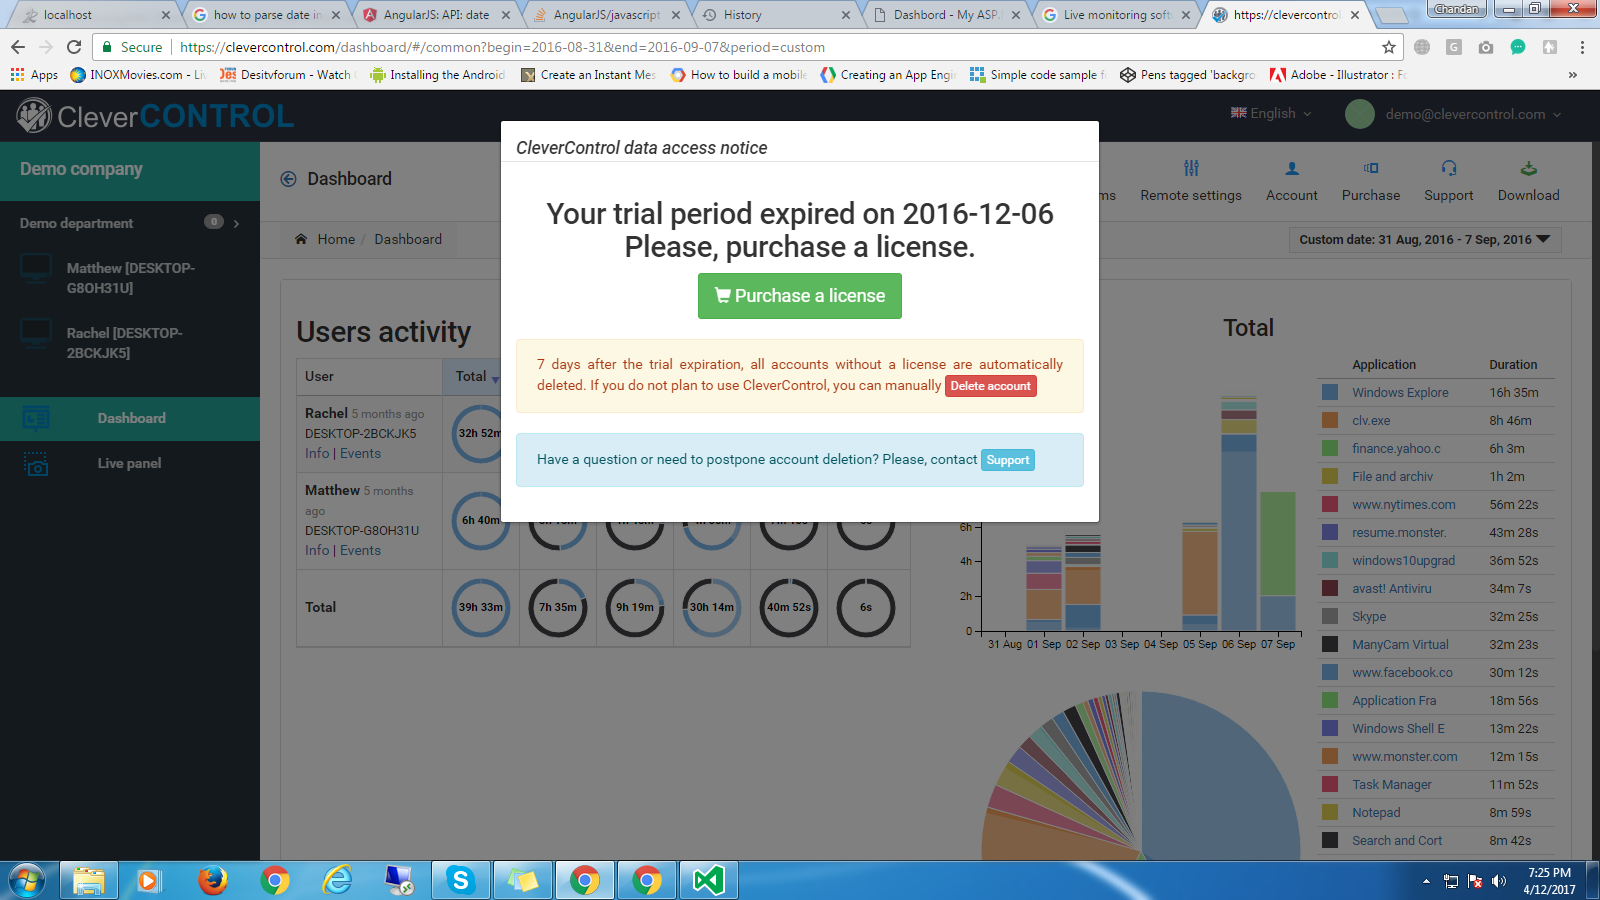 localhost
how to parse date in
AngularJS: API: date
AngularJS/javascript
History
Dashbord - My ASP.
Live monitoring soft
https://clevercontrol
Chandan
Secure
https://clevercontrol.com/dashboard/#/common?begin=2016-08-31&end=2016-09-07&period=custom
Apps
INOXMovies.com - Li
Desitvforum - Watch
Installing the Android
Create an Instant Mes
How to build a mobile
Creating an App Engi
Simple code sample f
Pens tagged 'backgro
Adobe - Illustrator : F
CleverCONTROL
English
demo@clevercontrol.com
Demo company
Dashboard
ms
Remote settings
Account
Purchase
Support
Download
Demo department
0
Home / Dashboard
Custom date: 31 Aug, 2016 - 7 Sep, 2016
Matthew [DESKTOP-
G8OH31U]
Rachel [DESKTOP-
2BCKJK5]
Dashboard
Live panel
CleverControl data access notice
Your trial period expired on 2016-12-06
Please, purchase a license.
Purchase a license
7 days after the trial expiration, all accounts without a license are automatically
deleted. If you do not plan to use CleverControl, you can manually Delete account
Have a question or need to postpone account deletion? Please, contact Support
Users activity
User
Total
Rachel 5 months ago
DESKTOP-2BCKJK5
Info | Events
32h 52m
Matthew 5 months
ago
DESKTOP-G8OH31U
Info | Events
6h 40m
Total
39h 33m
7h 35m
9h 19m
30h 14m
40m 52s
6s
Total
6h
4h
2h
0
31 Aug
01 Sep
02 Sep
03 Sep
04 Sep
05 Sep
06 Sep
07 Sep
Application Duration
Windows Explore 16h 35m
clv.exe 8h 46m
finance.yahoo.c 6h 3m
File and archiv 1h 2m
www.nytimes.com 56m 22s
resume.monster. 43m 28s
windows10upgrad 36m 52s
avast! Antiviru 34m 7s
Skype 32m 25s
ManyCam Virtual 32m 23s
www.facebook.co 30m 12s
Application Fra 18m 56s
Windows Shell E 13m 22s
www.monster.com 12m 15s
Task Manager 11m 52s
Notepad 8m 59s
Search and Cort 8m 42s
7:25 PM
4/12/2017